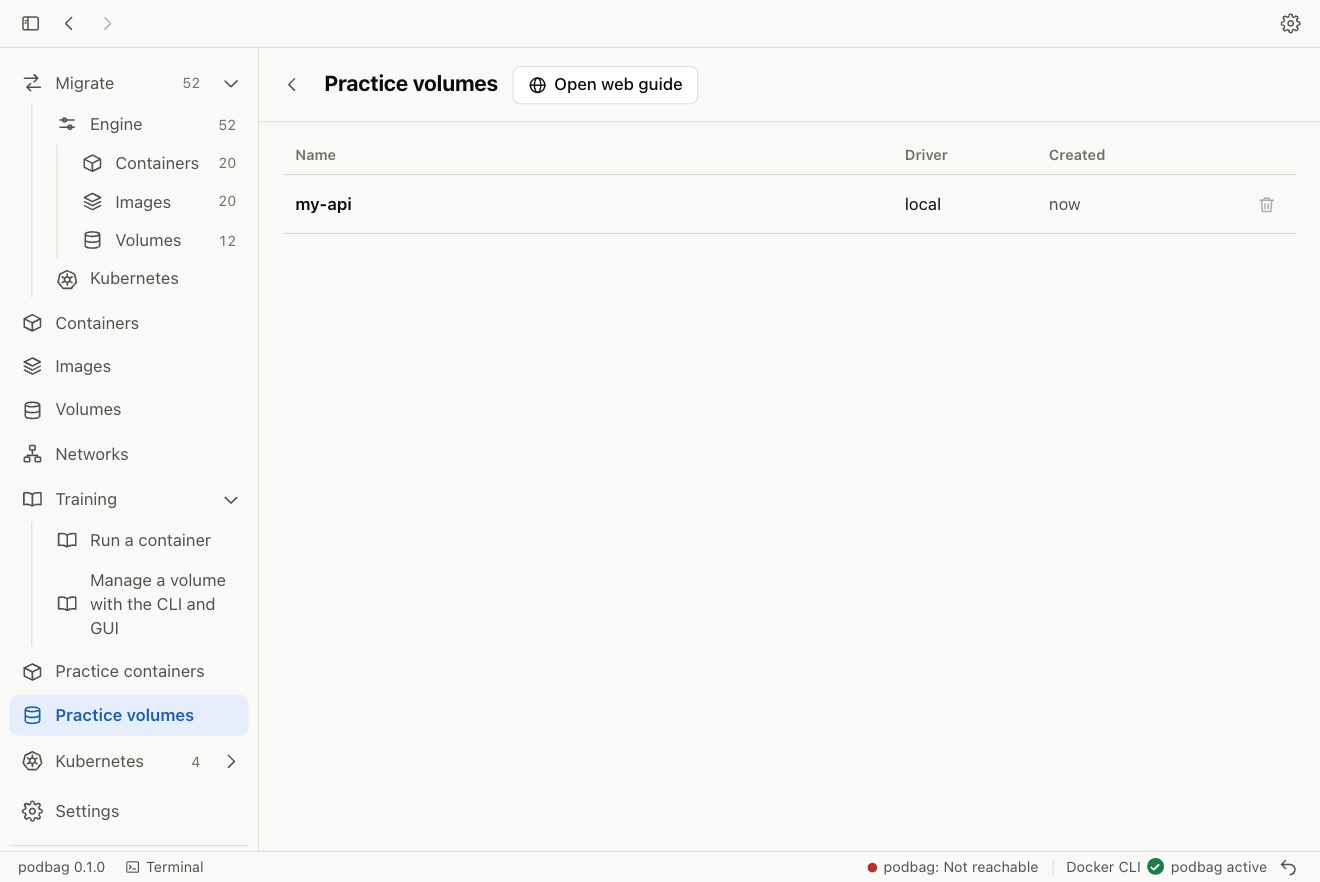 Migrate 52
Engine 52
Containers 20
Images 20
Volumes 12
Kubernetes
Containers
Images
Volumes
Networks
Training
Run a container
Manage a volume
with the CLI and
GUI
Practice containers
Practice volumes
Kubernetes 4
Settings
Practice volumes Open web guide
Name Driver Created
my-api local now
podbag 0.1.0 Terminal podbag: Not reachable Docker CLI podbag active